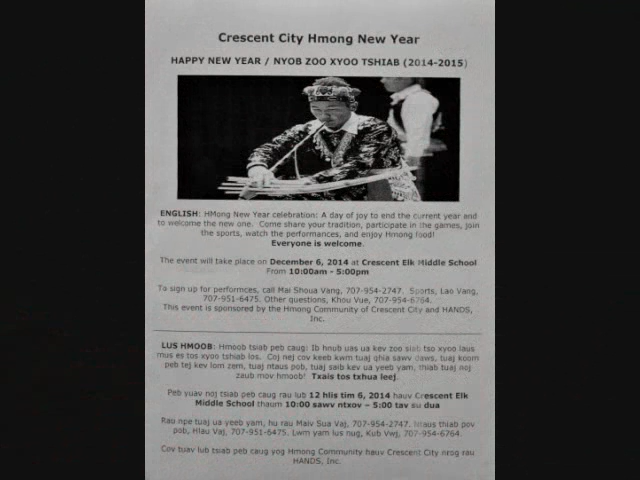 Crescent City Hmong New Year
HAPPY NEW YEAR / NYOB ZOO XYOO TSHIAB (2014-2015)
ENGLISH: HMong New Year celebration: A day of joy to end the current year and
to welcome the new one. Come share your tradition, participate in the games, join
the sports, watch the performances, and enjoy Hmong food!
Everyone is welcome.
The event will take place on December 6, 2014 at Crescent Elk Middle School
From 10:00am - 5:00pm
To sign up for performces, call Mai Shoua Vang, 707-954-2747. Sports, Lao Vang,
707-951-6475. Other questions, Khou Vue, 707-954-6764.
This event is sponsored by the Hmong Community of Crescent City and HANDS,
Inc.
LUS HMOOB: Hmoob tsiab peb caug! Ib hnub uas ua kev zoo siab tso xyoo laus
mus es tos xyoo tshiab los. Coj nej cov keeb kwm tuaj qhia sawv daws, tuaj koom
peb tej kev lom zem, tuaj ntaus pob, tuaj saib kev ua yeeb yam, thiab tuaj noj
zaub mov hmoob! Txais tos txhua leej.
Peb yuav noj tsiab peb caug rau lub 12 hlis tim 6, 2014 hauv Crescent Elk
Middle School thaum 10:00 sawv ntxov – 5:00 tav su dua
Rau npe tuaj ua yeeb yam, hu rau Maiv Sua Vaj, 707-954-2747. Ntaus thiab pov
pob, Hlau Vaj, 707-951-6475. Lwm yam lus nug, Kub Vwj, 707-954-6764.
Cov tuav lub tsiab peb caug yog Hmong Community hauv Crescent City nrog rau
HANDS, Inc.